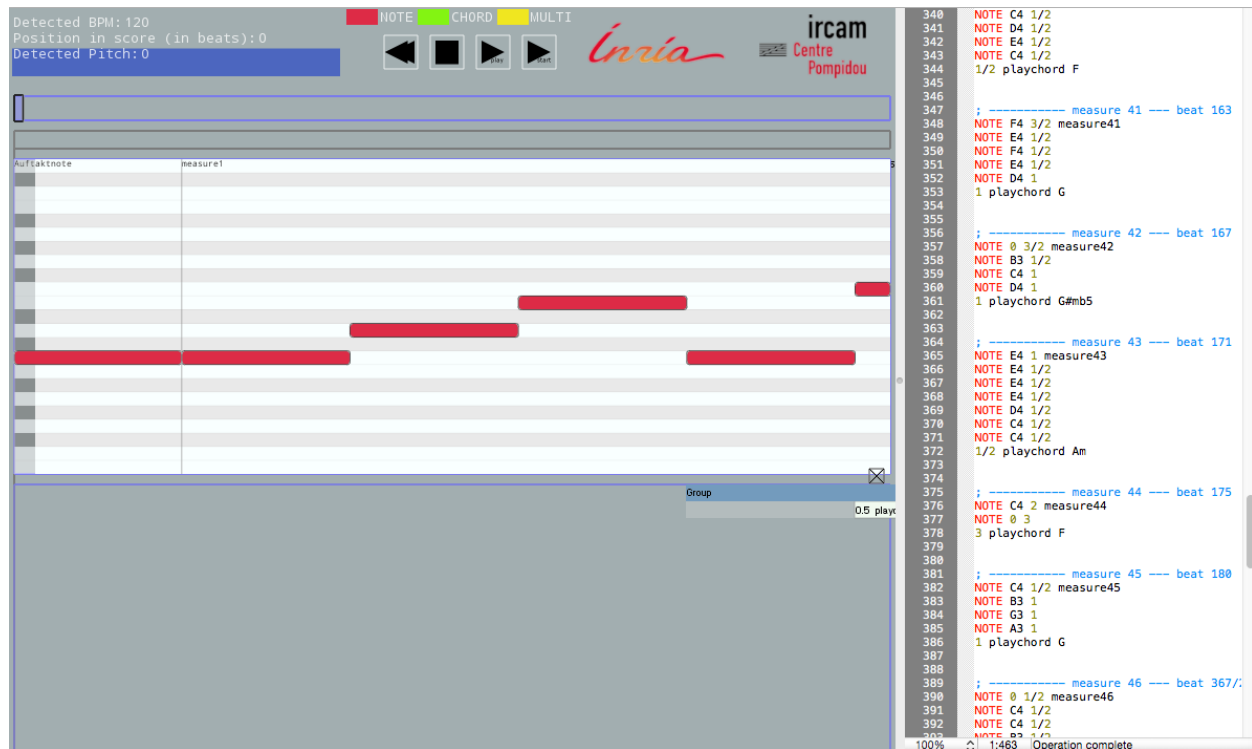 Detected BPM: 120
Position in score (in beats): 0
Detected Pitch: 0
NOTE CHORD MULTI
play
start
Inria
ircam
Centre
Pompidou
Auftaktnote measure1
Group
0.5 playc
340 NOTE C4 1/2
341 NOTE D4 1/2
342 NOTE E4 1/2
343 NOTE C4 1/2
344 1/2 playchord F
345
346
347 ; ----------- measure 41 --- beat 163
348 NOTE F4 3/2 measure41
349 NOTE E4 1/2
350 NOTE F4 1/2
351 NOTE E4 1/2
352 NOTE D4 1
353 1 playchord G
354
355
356 ; ----------- measure 42 --- beat 167
357 NOTE 0 3/2 measure42
358 NOTE B3 1/2
359 NOTE C4 1
360 NOTE D4 1
361 1 playchord G#mb5
362
363
364 ; ----------- measure 43 --- beat 171
365 NOTE E4 1 measure43
366 NOTE E4 1/2
367 NOTE E4 1/2
368 NOTE E4 1/2
369 NOTE D4 1/2
370 NOTE C4 1/2
371 NOTE C4 1/2
372 1/2 playchord Am
373
374
375 ; ----------- measure 44 --- beat 175
376 NOTE C4 2 measure44
377 NOTE 0 3
378 3 playchord F
379
380
381 ; ----------- measure 45 --- beat 180
382 NOTE C4 1/2 measure45
383 NOTE B3 1
384 NOTE G3 1
385 NOTE A3 1
386 1 playchord G
387
388
389 ; ----------- measure 46 --- beat 367/2
390 NOTE 0 1/2 measure46
391 NOTE C4 1/2
392 NOTE C4 1/2
393 NOTE B3 1/2
100% 1:463 Operation complete